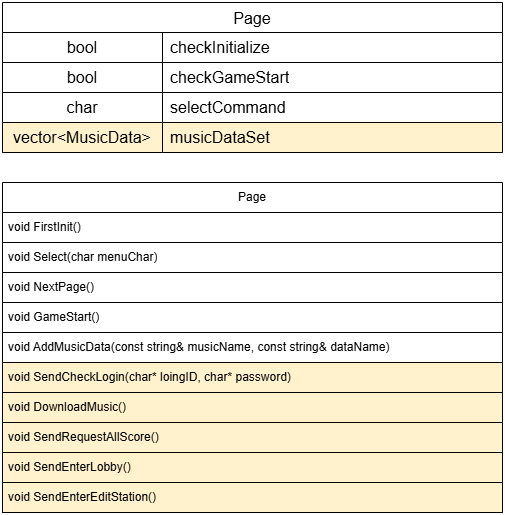 Page
bool checkInitialize
bool checkGameStart
char selectCommand
vector<MusicData> musicDataSet
Page
void FirstInit()
void Select(char menuChar)
void NextPage()
void GameStart()
void AddMusicData(const string& musicName, const string& dataName)
void SendCheckLogin(char* loingID, char* password)
void DownloadMusic()
void SendRequestAllScore()
void SendEnterLobby()
void SendEnterEditStation()